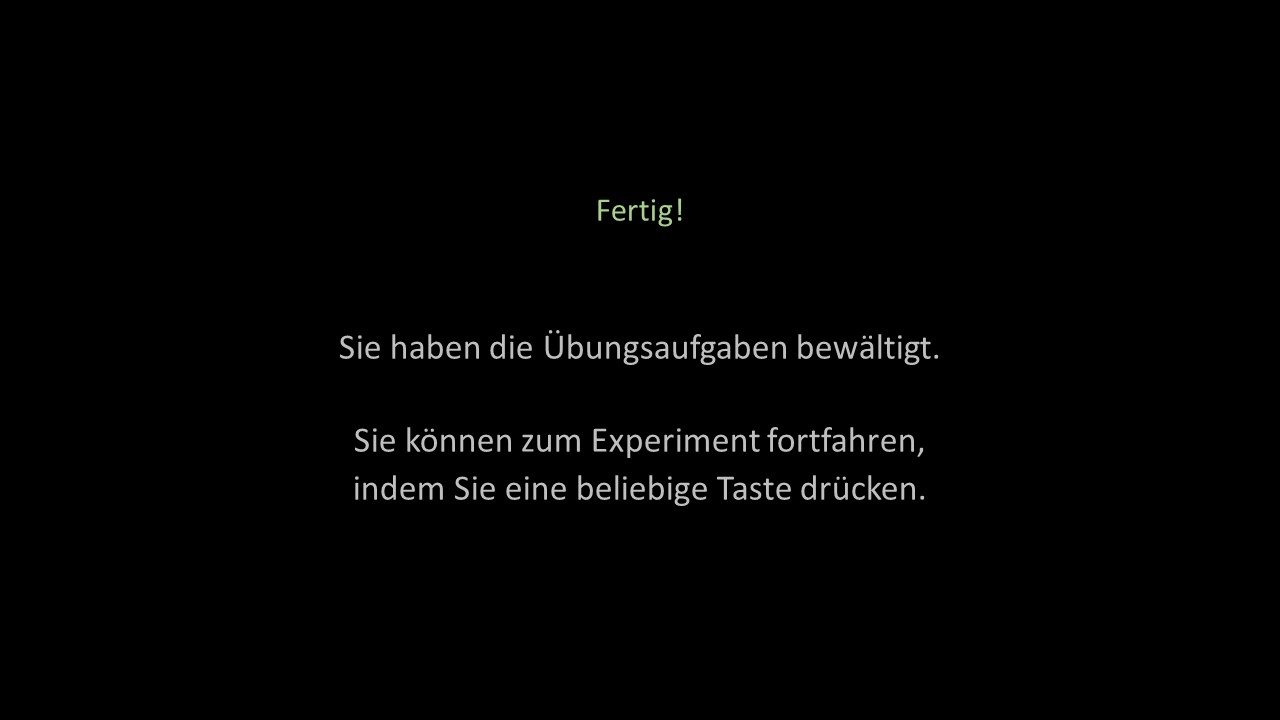 Fertig!
Sie haben die Übungsaufgaben bewältigt.
Sie können zum Experiment fortfahren,
indem Sie eine beliebige Taste drücken.